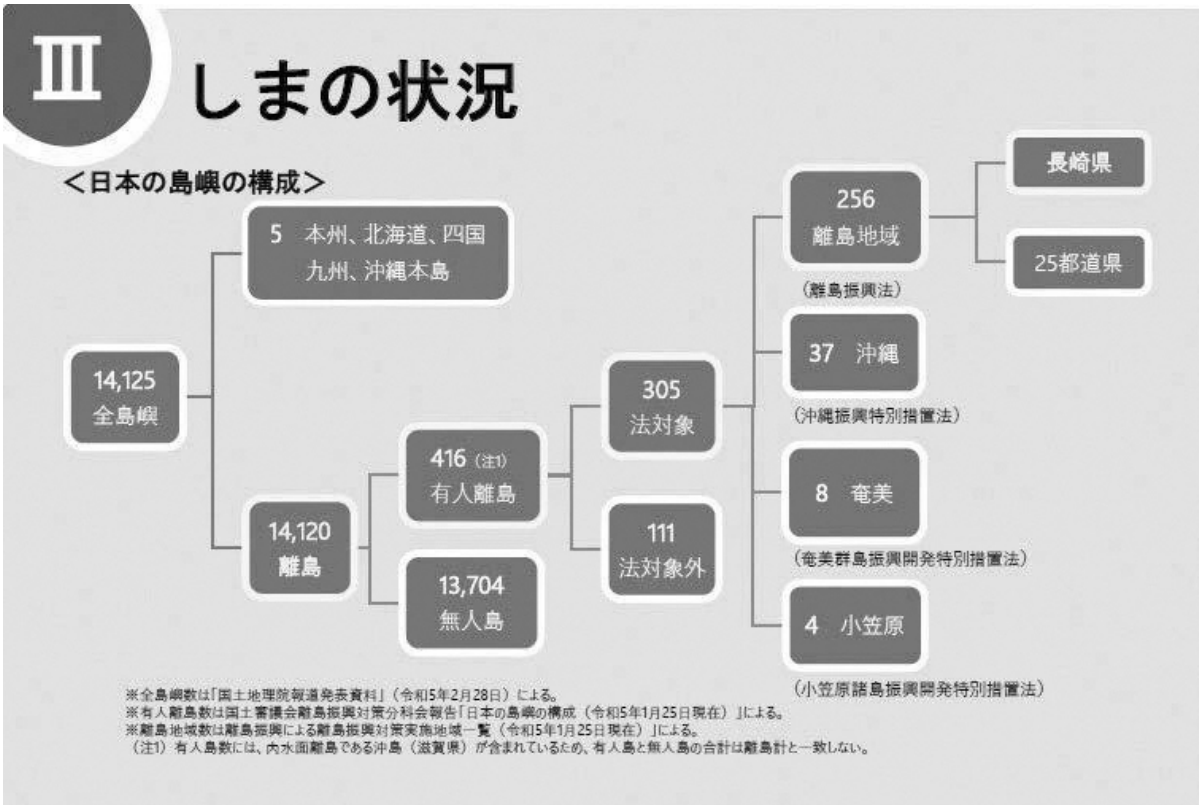 III
しまの状況
＜日本の島嶼の構成＞
5 本州、北海道、四国
九州、沖縄本島
14,125
全島嶼
14,120
離島
416 (注1)
有人離島
13,704
無人島
305
法対象
111
法対象外
256
離島地域
(離島振興法)
長崎県
25都道県
37 沖縄
(沖縄振興特別措置法)
8 奄美
(奄美群島振興開発特別措置法)
4 小笠原
(小笠原諸島振興開発特別措置法)
※全島嶼数は「国土地理院報道発表資料」(令和5年2月28日)による。
※有人離島数は国土審議会離島振興対策分科会報告「日本の島嶼の構成(令和5年1月25日現在)」による。
※離島地域数は離島振興による離島振興対策実施地域一覧(令和5年1月25日現在)」による。
(注1)有人島数には、内水面離島である沖島(滋賀県)が含まれているため、有人島と無人島の合計は離島計と一致しない。